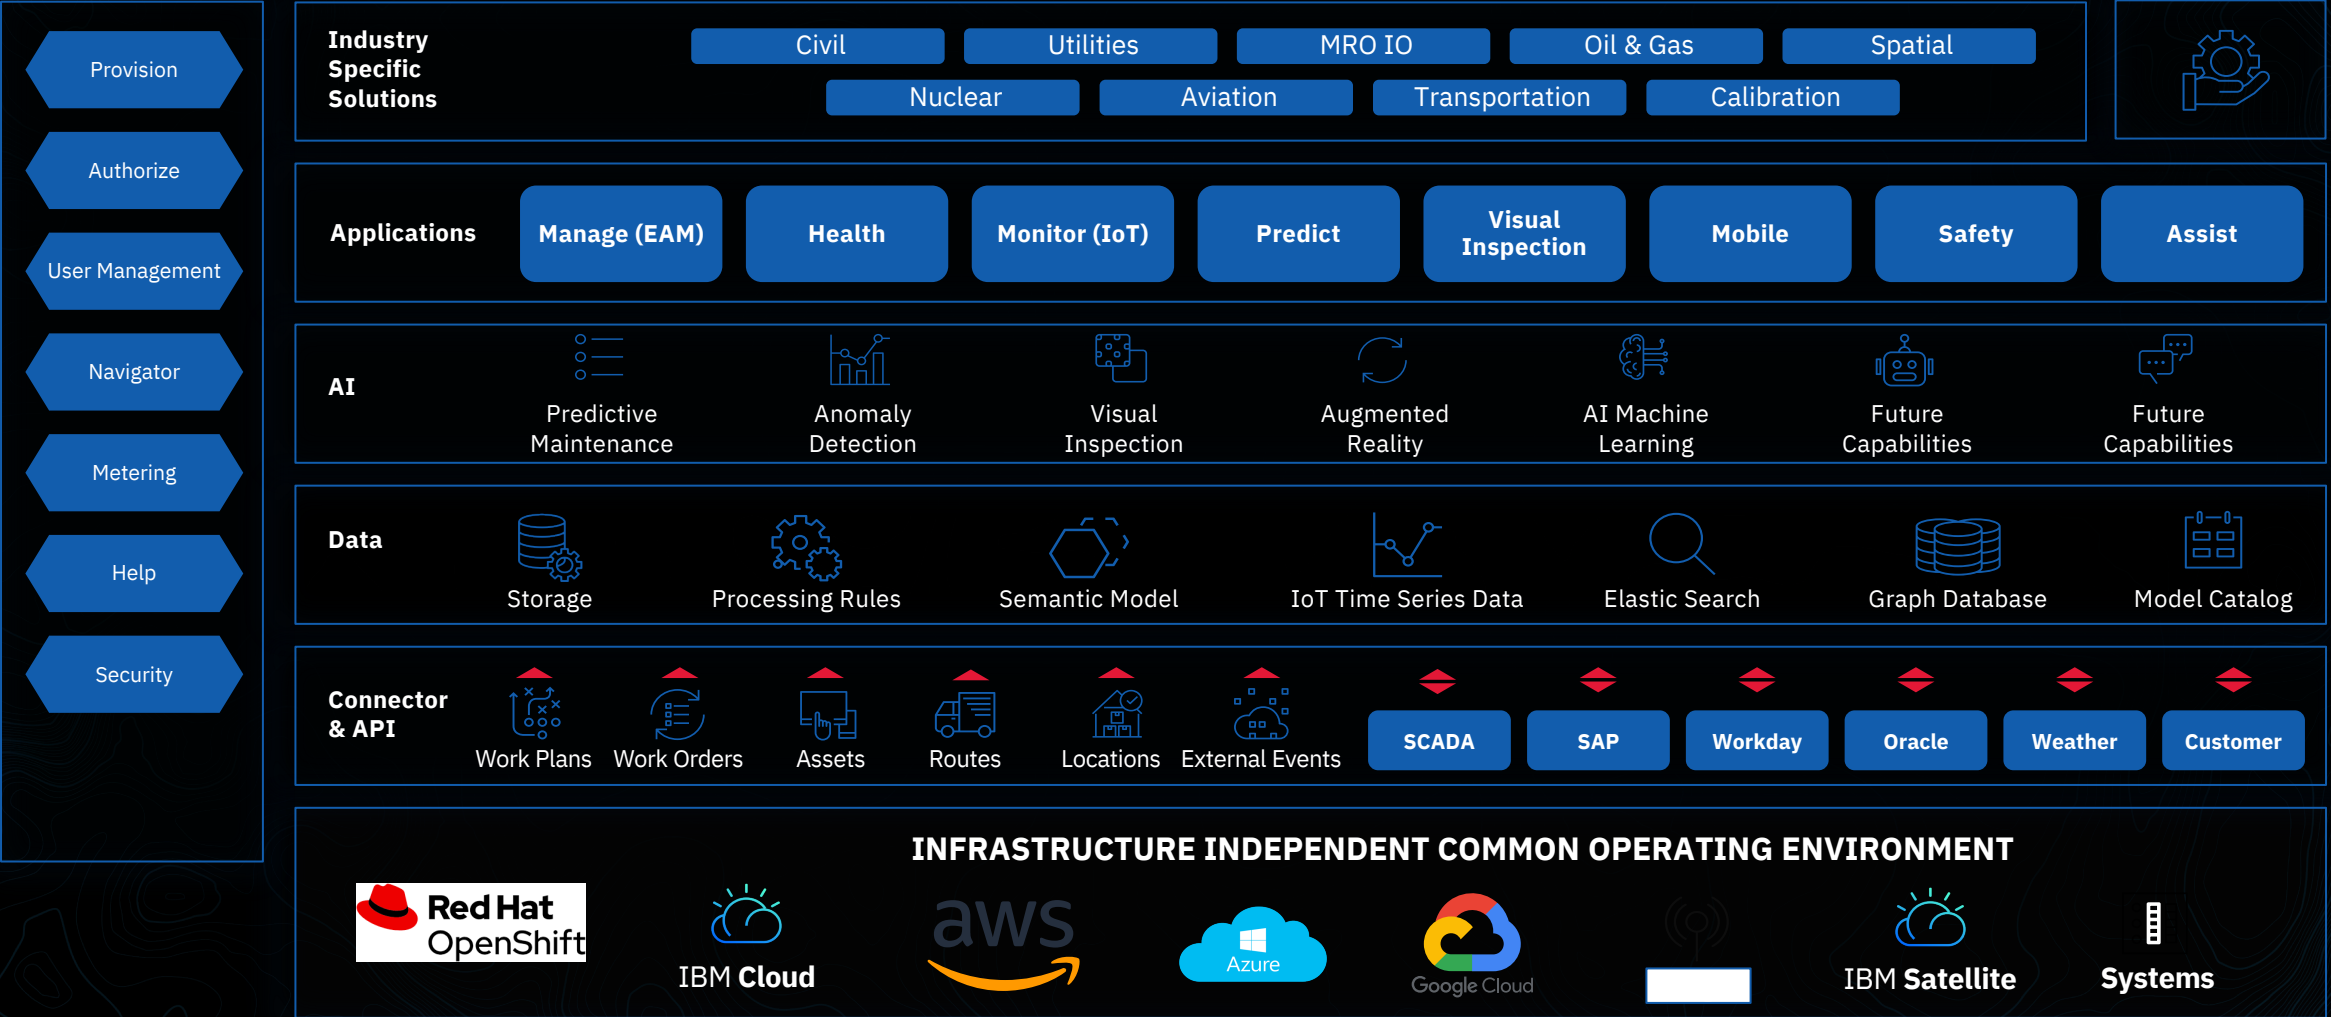 Provision
Authorize
User Management
Navigator
Metering
Help
Security
Industry
Specific
Solutions
Civil
Utilities
MRO IO
Oil & Gas
Spatial
Nuclear
Aviation
Transportation
Calibration
Applications
Manage (EAM)
Health
Monitor (IoT)
Predict
Visual
Inspection
Mobile
Safety
Assist
AI
Predictive
Maintenance
Anomaly
Detection
Visual
Inspection
Augmented
Reality
AI Machine
Learning
Future
Capabilities
Future
Capabilities
Data
Storage
Processing Rules
Semantic Model
IoT Time Series Data
Elastic Search
Graph Database
Model Catalog
Connector
& API
Work Plans
Work Orders
Assets
Routes
Locations
External Events
SCADA
SAP
Workday
Oracle
Weather
Customer
INFRASTRUCTURE INDEPENDENT COMMON OPERATING ENVIRONMENT
Red Hat
OpenShift
IBM Cloud
aws
Azure
Google Cloud
IBM Satellite
Systems